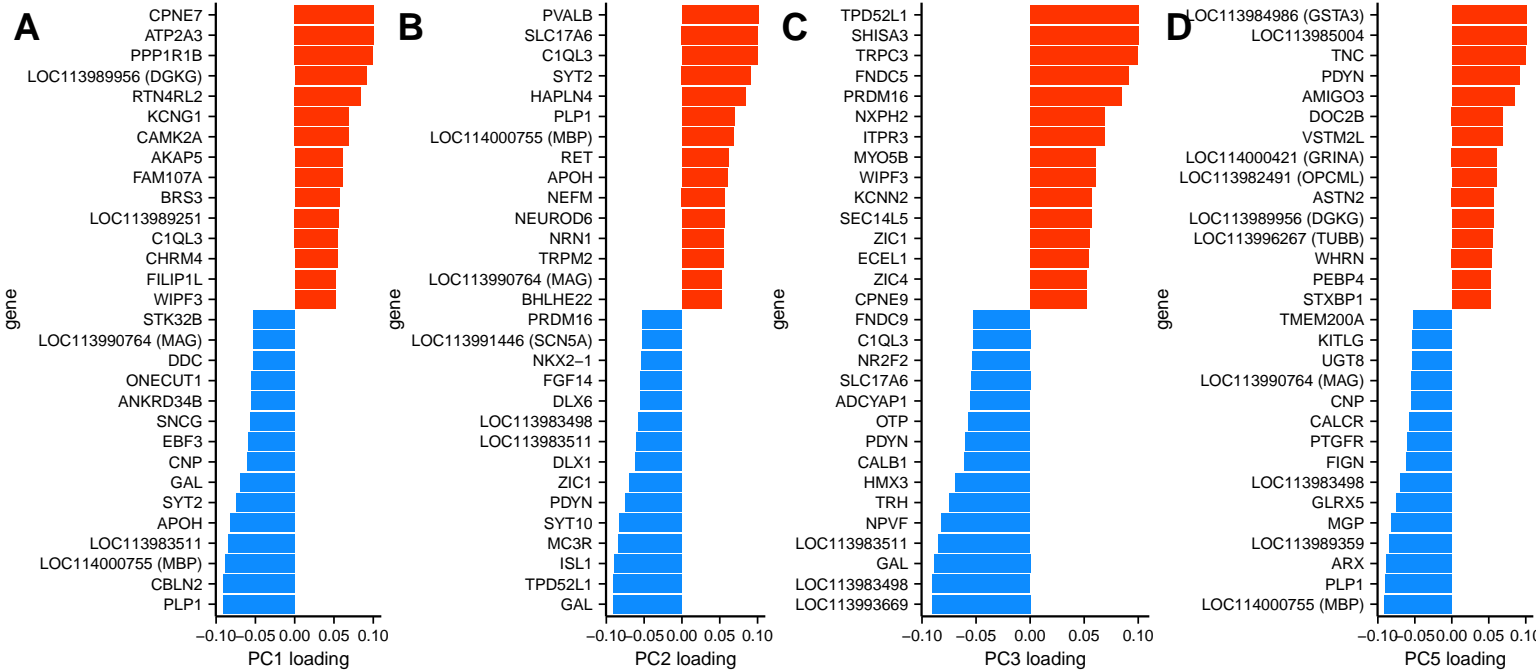 A
CPNE7
ATP2A3
PPP1R1B
LOC113989956 (DGKG)
RTN4RL2
KCNG1
CAMK2A
AKAP5
FAM107A
BRS3
LOC113989251
C1QL3
CHRM4
FILIP1L
WIPF3
STK32B
LOC113990764 (MAG)
DDC
ONECUT1
ANKRD34B
SNCG
EBF3
CNP
GAL
SYT2
APOH
LOC113983511
LOC114000755 (MBP)
CBLN2
PLP1
gene
−0.10 −0.05 0.00 0.05 0.10
PC1 loading
B
PVALB
SLC17A6
C1QL3
SYT2
HAPLN4
PLP1
LOC114000755 (MBP)
RET
APOH
NEFM
NEUROD6
NRN1
TRPM2
LOC113990764 (MAG)
BHLHE22
PRDM16
LOC113991446 (SCN5A)
NKX2−1
FGF14
DLX6
LOC113983498
LOC113983511
DLX1
ZIC1
PDYN
SYT10
MC3R
ISL1
TPD52L1
GAL
gene
−0.10 −0.05 0.00 0.05 0.10
PC2 loading
C
TPD52L1
SHISA3
TRPC3
FNDC5
PRDM16
NXPH2
ITPR3
MYO5B
WIPF3
KCNN2
SEC14L5
ZIC1
ECEL1
ZIC4
CPNE9
FNDC9
C1QL3
NR2F2
SLC17A6
ADCYAP1
OTP
PDYN
CALB1
HMX3
TRH
NPVF
LOC113983511
GAL
LOC113983498
LOC113993669
gene
−0.10 −0.05 0.00 0.05 0.10
PC3 loading
D
LOC113984986 (GSTA3)
LOC113985004
TNC
PDYN
AMIGO3
DOC2B
VSTM2L
LOC114000421 (GRINA)
LOC113982491 (OPCML)
ASTN2
LOC113989956 (DGKG)
LOC113996267 (TUBB)
WHRN
PEBP4
STXBP1
TMEM200A
KITLG
UGT8
LOC113990764 (MAG)
CNP
CALCR
PTGFR
FIGN
LOC113983498
GLRX5
MGP
LOC113989359
ARX
PLP1
LOC114000755 (MBP)
gene
−0.10 −0.05 0.00 0.05 0.10
PC5 loading